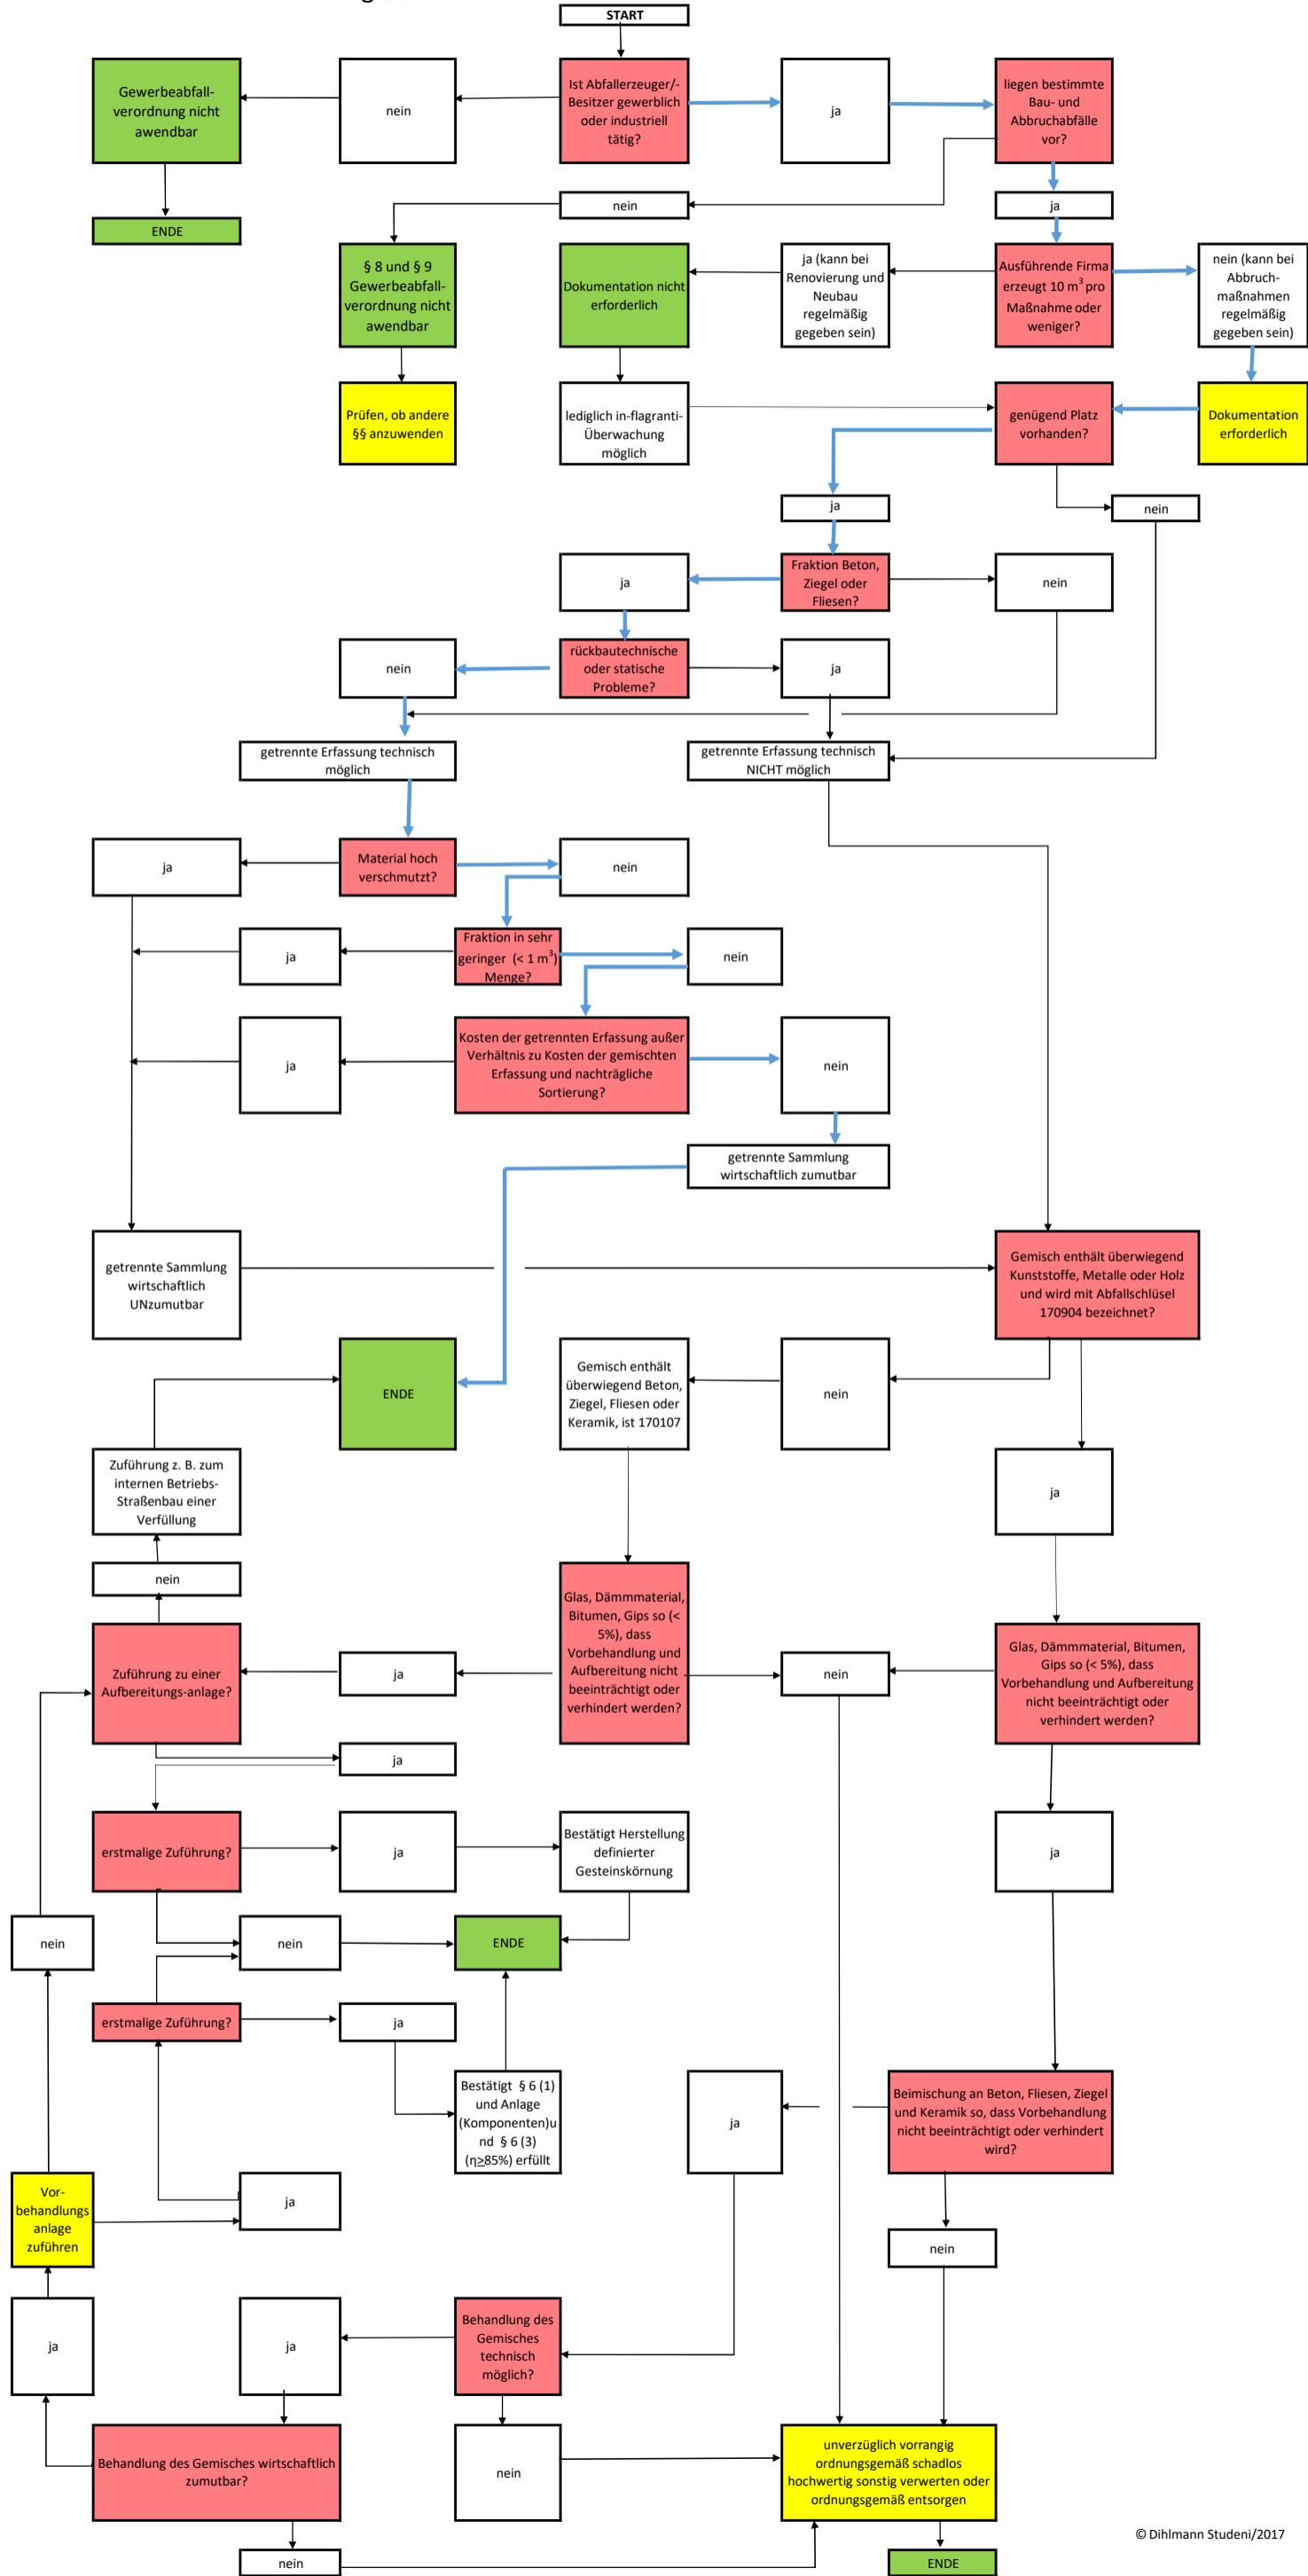 START
Gewerbeabfall-
verordnung nicht
awendbar
nein
Ist Abfallerzeuger/-
Besitzer gewerblich
oder industriell
tätig?
ja
liegen bestimmte
Bau- und
Abbruchabfälle
vor?
nein
ja
ENDE
§ 8 und § 9
Gewerbeabfall-
verordnung nicht
awendbar
Dokumentation nicht
erforderlich
ja (kann bei
Renovierung und
Neubau
regelmäßig
gegeben sein)
Ausführende Firma
erzeugt 10 m³ pro
Maßnahme oder
weniger?
nein (kann bei
Abbruch-
maßnahmen
regelmäßig
gegeben sein)
Prüfen, ob andere
§§ anzuwenden
lediglich in-flagranti-
Überwachung
möglich
genügend Platz
vorhanden?
Dokumentation
erforderlich
ja
nein
ja
Fraktion Beton,
Ziegel oder
Fliesen?
nein
nein
rückbautechnische
oder statische
Probleme?
ja
getrennte Erfassung technisch
möglich
getrennte Erfassung technisch
NICHT möglich
ja
Material hoch
verschmutzt?
nein
ja
Fraktion in sehr
geringer (< 1 m³)
Menge?
nein
ja
Kosten der getrennten Erfassung außer
Verhältnis zu Kosten der gemischten
Erfassung und nachträgliche
Sortierung?
nein
getrennte Sammlung
wirtschaftlich zumutbar
getrennte Sammlung
wirtschaftlich
UNzumutbar
Gemisch enthält überwiegend
Kunststoffe, Metalle oder Holz
und wird mit Abfallschlüsel
170904 bezeichnet?
ENDE
Gemisch enthält
überwiegend Beton,
Ziegel, Fliesen oder
Keramik, ist 170107
nein
Zuführung z. B. zum
internen Betriebs-
Straßenbau einer
Verfüllung
ja
nein
Zuführung zu einer
Aufbereitungs-anlage?
ja
Glas, Dämmmaterial,
Bitumen, Gips so (<
5%), dass
Vorbehandlung und
Aufbereitung nicht
beeinträchtigt oder
verhindert werden?
nein
Glas, Dämmmaterial, Bitumen,
Gips so (< 5%), dass
Vorbehandlung und Aufbereitung
nicht beeinträchtigt oder
verhindert werden?
ja
erstmalige Zuführung?
ja
Bestätigt Herstellung
definierter
Gesteinskörnung
ja
nein
nein
ENDE
erstmalige Zuführung?
ja
Bestätigt § 6 (1)
und Anlage
(Komponenten)u
nd § 6 (3)
(η≥85%) erfüllt
ja
Beimischung an Beton, Fliesen, Ziegel
und Keramik so, dass Vorbehandlung
nicht beeinträchtigt oder verhindert
wird?
Vor-
behandlungs
anlage
zuführen
ja
nein
ja
ja
Behandlung des
Gemisches
technisch
möglich?
Behandlung des Gemisches wirtschaftlich
zumutbar?
nein
unverzüglich vorrangig
ordnungsgemäß schadlos
hochwertig sonstig verwerten oder
ordnungsgemäß entsorgen
© Dihlmann Studeni/2017
nein
ENDE